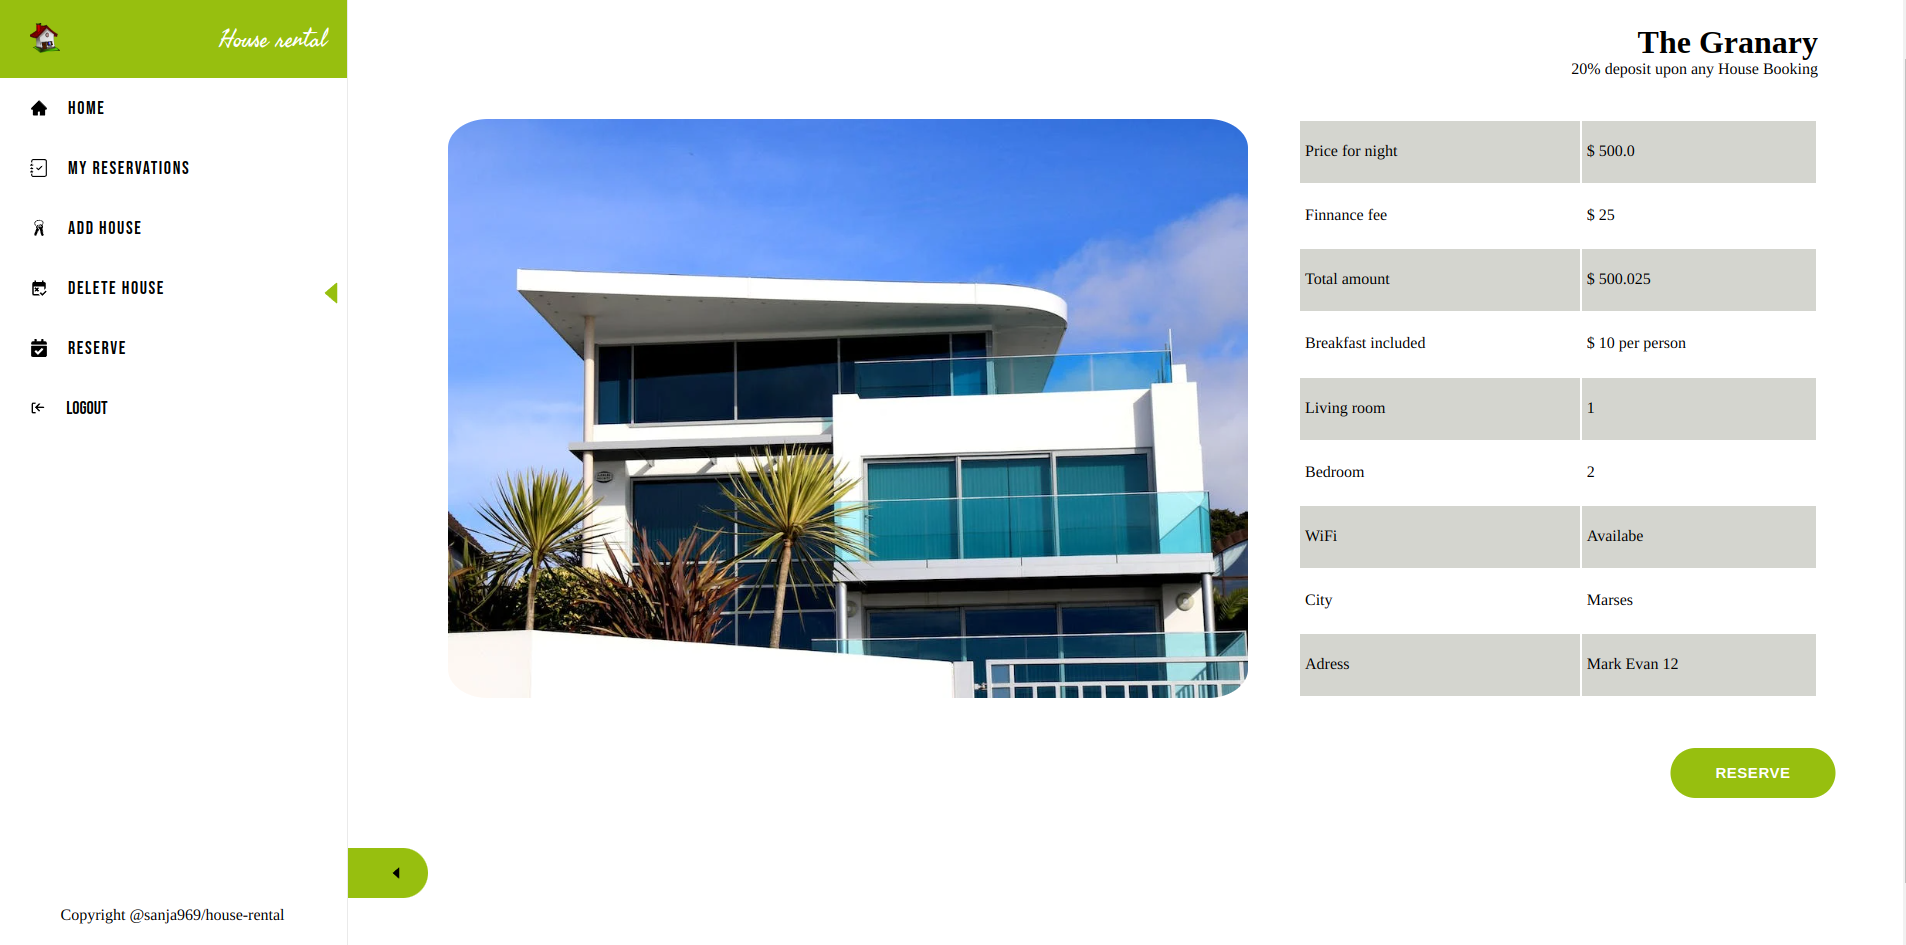 House rental
HOME
MY RESERVATIONS
ADD HOUSE
DELETE HOUSE
RESERVE
LOGOUT
Copyright @sanja969/house-rental
The Granary
20% deposit upon any House Booking
Price for night $ 500.0
Finnance fee $ 25
Total amount $ 500.025
Breakfast included $ 10 per person
Living room 1
Bedroom 2
WiFi Availabe
City Marses
Adress Mark Evan 12
RESERVE